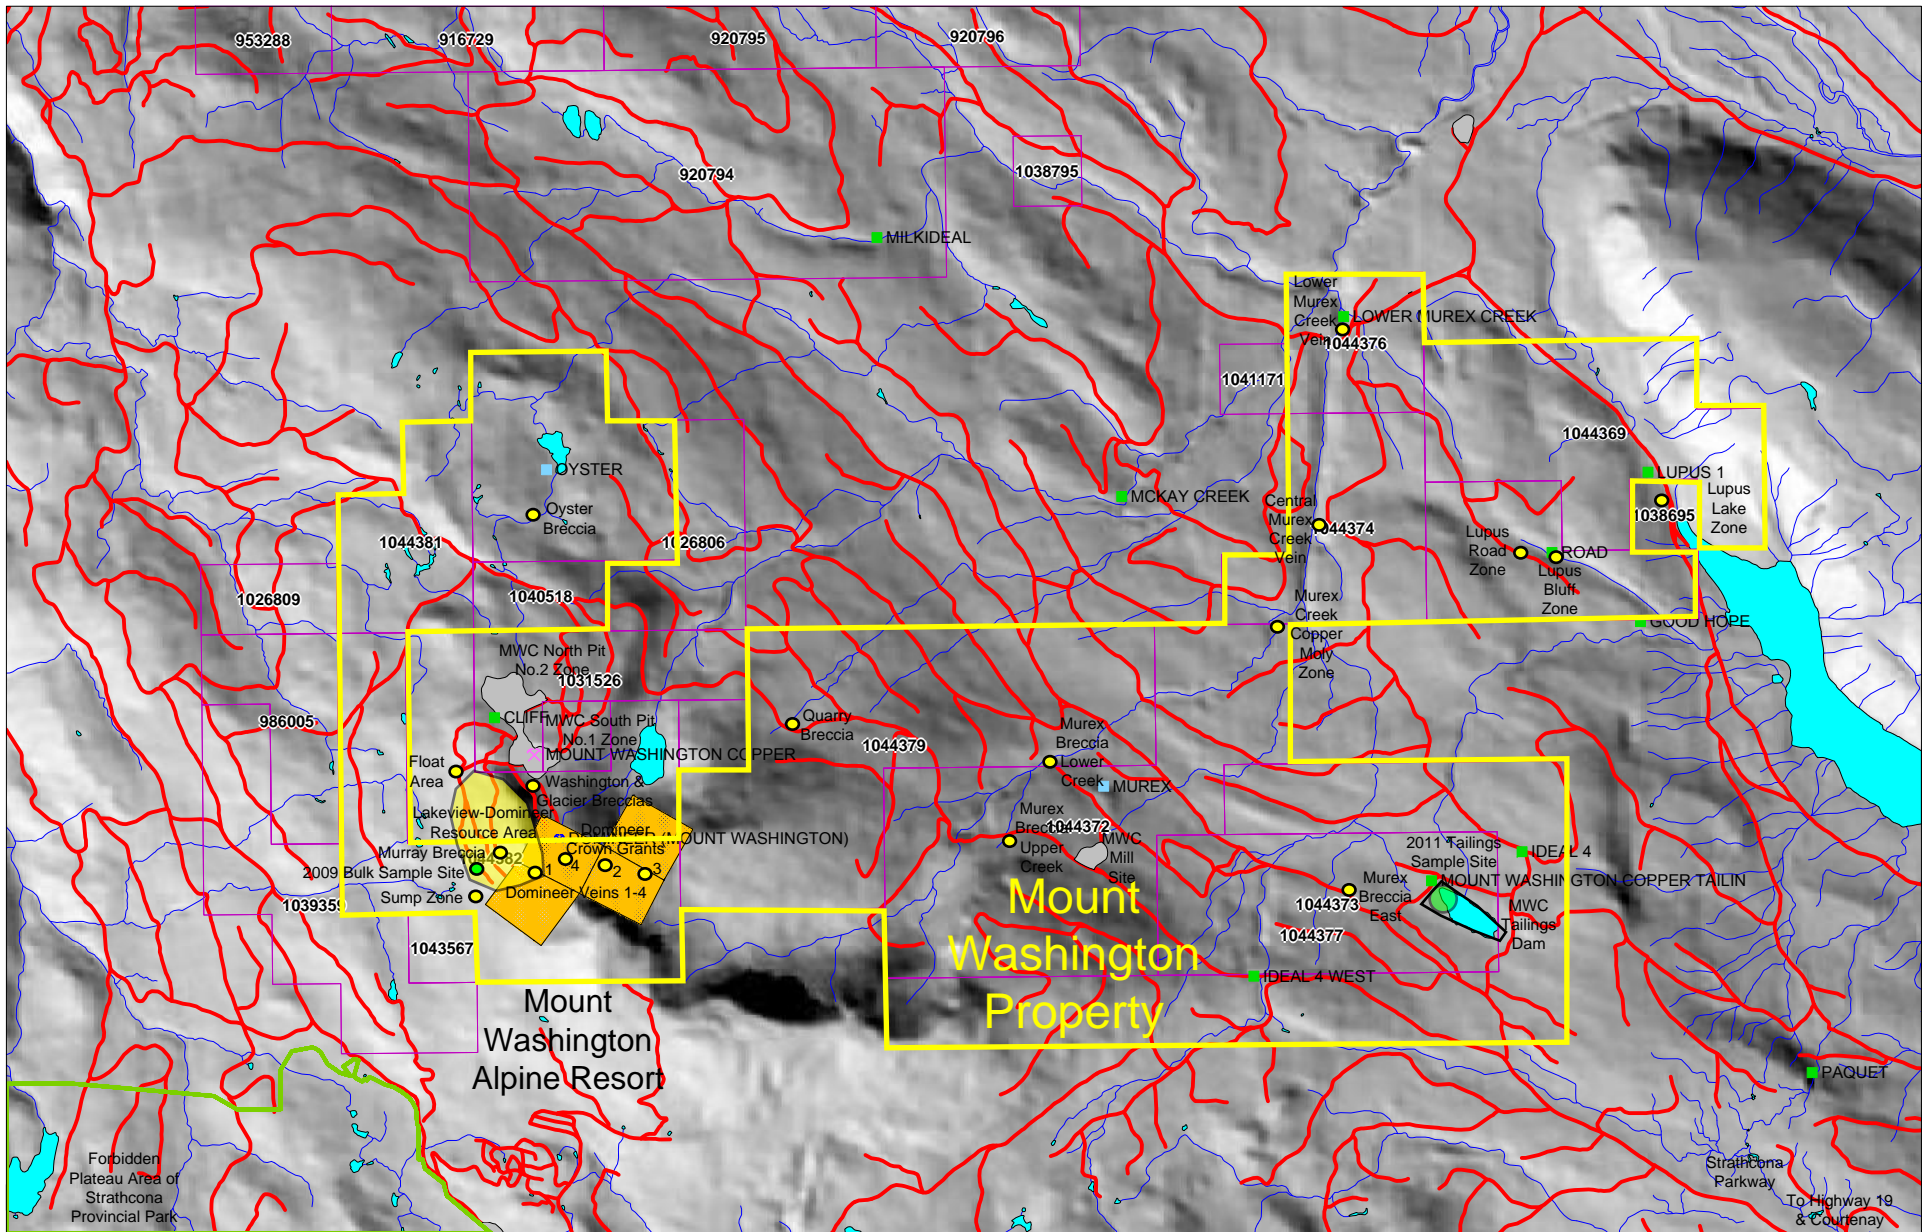 953288
916729
920795
920796
920794
1038795
MILKIDEAL
Lower
Murex
Creek
Vein
LOWER MUREX CREEK
1044376
1041171
1044369
OYSTER
Oyster
Breccia
MCKAY CREEK
LUPUS 1
Lupus
Lake
Zone
1038695
Central
Murex
Creek
Vein
1044374
Lupus
Road
Zone
ROAD
Lupus
Bluff
Zone
1044381
1026806
1026809
1040518
Murex
Creek
Copper
Moly
Zone
GOOD HOPE
MWC North Pit
No.2 Zone
1031526
986005
CLIFF
MWC South Pit
No.1 Zone
MOUNT WASHINGTON COPPER
Quarry
Breccia
1044379
Murex
Breccia
Lower
Creek
MUREX
Float
Area
Washington &
Glacier Breccias
Lakeview-Domineer
Resource Area
Domineer
Crown Grants
(MOUNT WASHINGTON)
Murex
Breccia
Upper
Creek
1044372
MWC
Mill
Site
2011 Tailings
Sample Site
IDEAL 4
Murray Breccia
1044382
2009 Bulk Sample Site
1
4
2
3
Domineer Veins 1-4
Sump Zone
1039359
1043567
MOUNT WASHINGTON COPPER TAILIN
Murex
Breccia
East
1044373
MWC
Tailings
Dam
1044377
IDEAL 4 WEST
Mount
Washington
Property
Mount
Washington
Alpine Resort
PAQUET
Forbidden
Plateau Area of
Strathcona
Provincial Park
Strathcona
Parkway
To Highway 19
& Courtenay